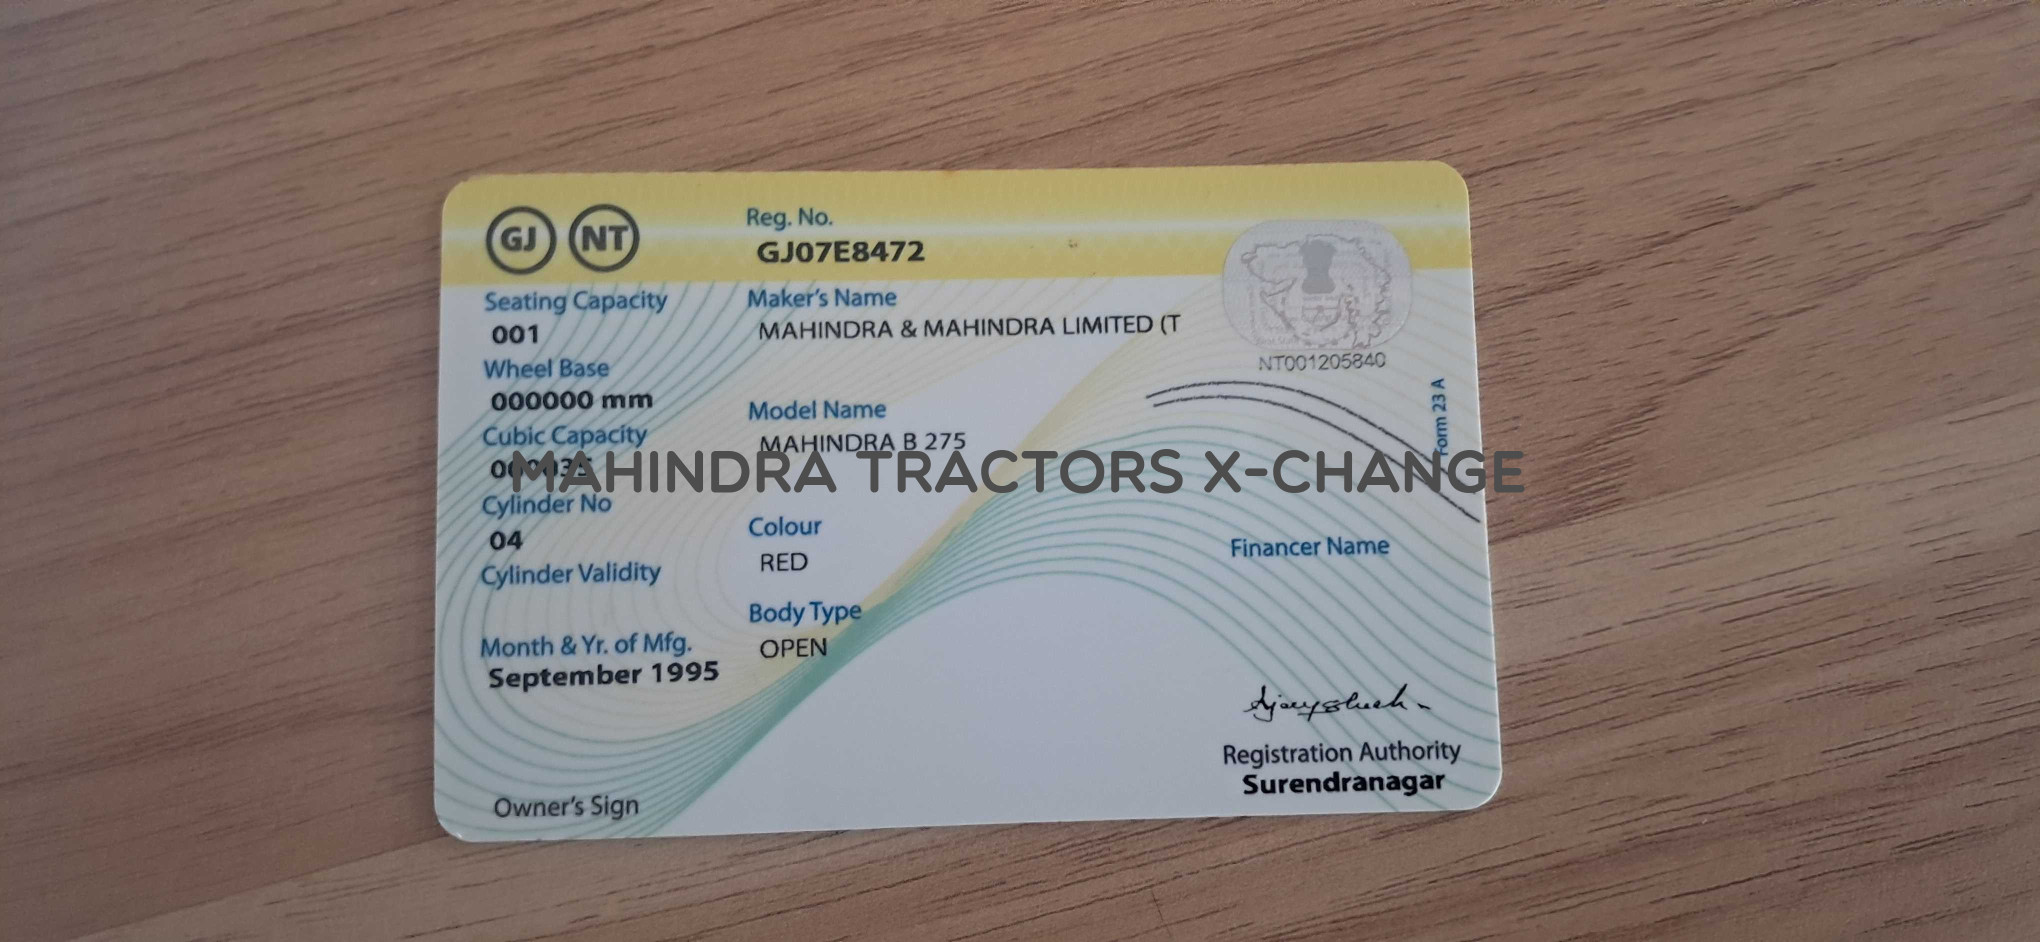 GJ NT
Reg. No.
GJ07E8472
Seating Capacity
001
Maker's Name
MAHINDRA & MAHINDRA LIMITED (T
NT001205840
Wheel Base
000000 mm
Form 23 A
Model Name
MAHINDRA B 275
Cubic Capacity
MAHINDRA TRACTORS X-CHANGE
Cylinder No
04
Colour
RED
Financer Name
Cylinder Validity
Body Type
OPEN
Month & Yr. of Mfg.
September 1995
Registration Authority
Surendranagar
Owner's Sign